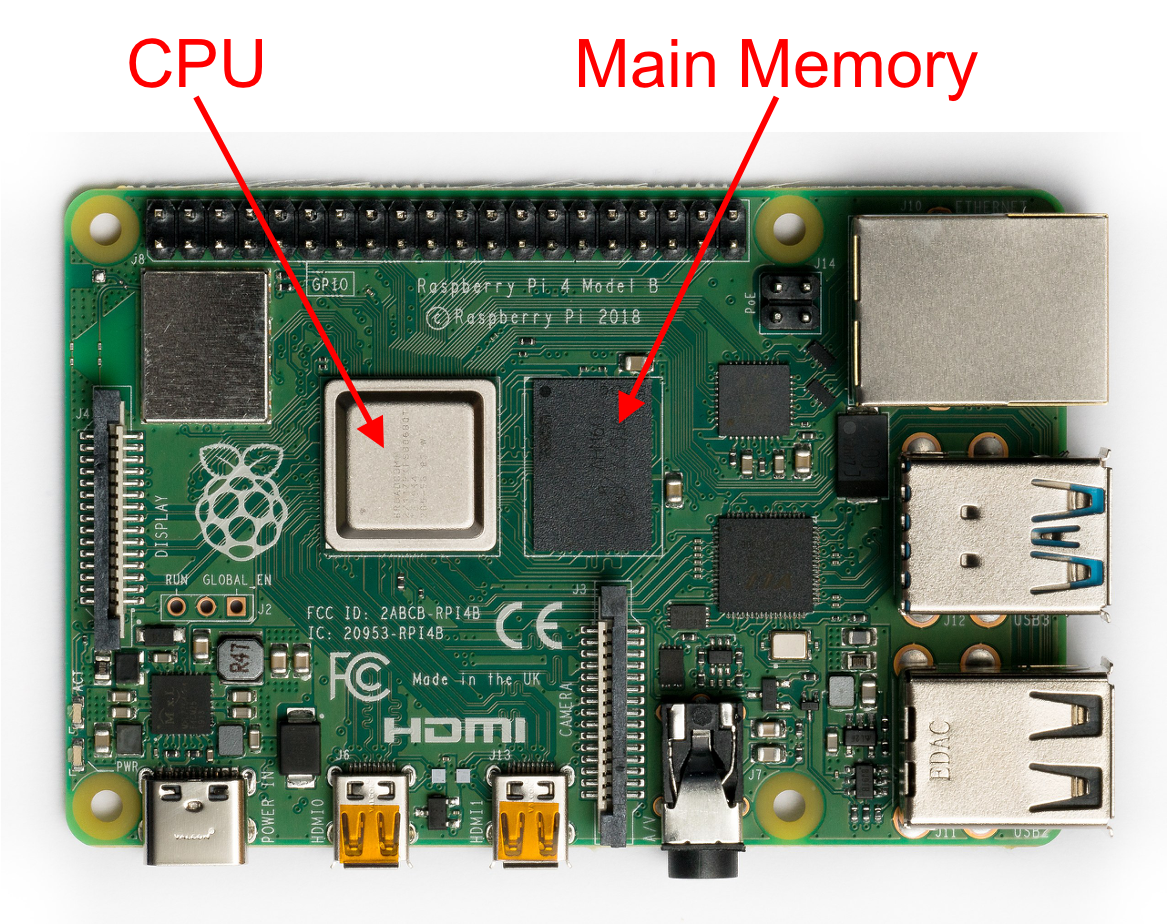 CPU
Main Memory
J10 ETHERNET
J8
GPIO
Raspberry Pi 4 Model B
© Raspberry Pi 2018
J14
PoE
J4
DISPLAY
RUN GLOBAL_EN
J2
FCC ID: 2ABCB-RPI4B
IC: 20953-RPI4B
CE
FC
Made in the UK
HDMI
J3
CAMERA
R47
ACT
PWR
POWER IN
J6
HDMI0
J13
HDMI1
A/V
J7
J12 USB3
EDAC
J11 USB2